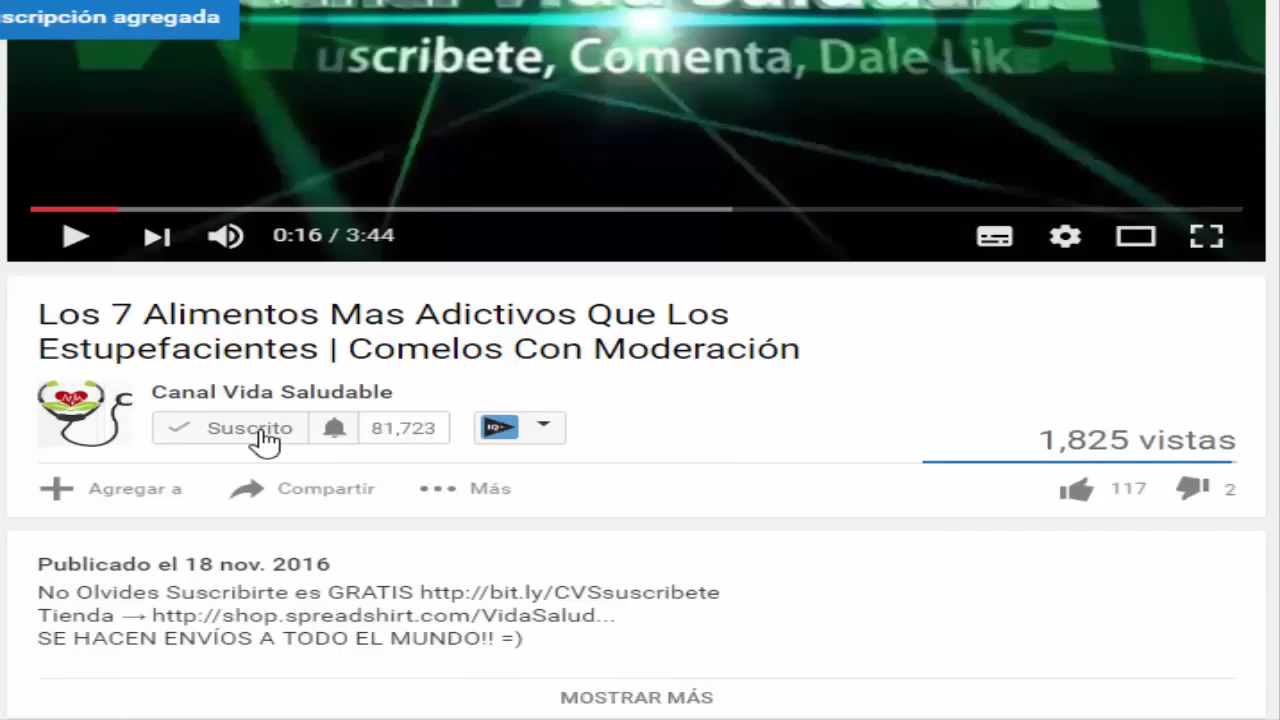 scripción agregada
Canal Vida Saludable
uscribete, Comenta, Dale Lik
0:16 / 3:44
Los 7 Alimentos Mas Adictivos Que Los
Estupefacientes | Comelos Con Moderación
Canal Vida Saludable
Suscrito 81,723
1,825 vistas
Agregar a Compartir Más 117 2
Publicado el 18 nov. 2016
No Olvides Suscribirte es GRATIS http://bit.ly/CVSsuscribete
Tienda → http://shop.spreadshirt.com/VidaSalud...
SE HACEN ENVÍOS A TODO EL MUNDO!! =)
MOSTRAR MÁS